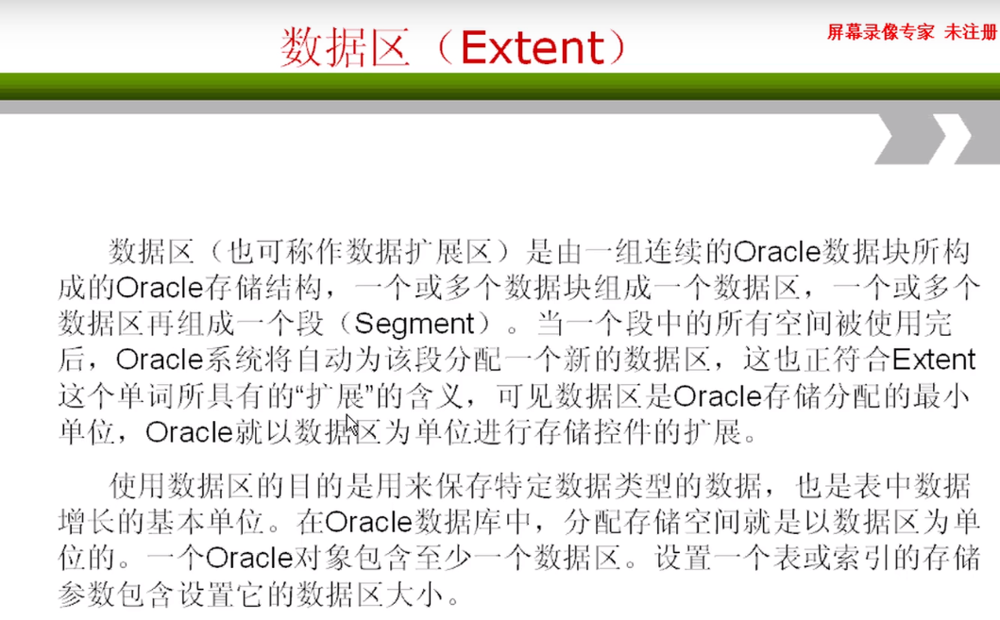 数据区（Extent）
屏幕录像专家 未注册
数据区（也可称作数据扩展区）是由一组连续的Oracle数据块所构
成的Oracle存储结构，一个或多个数据块组成一个数据区，一个或多个
数据区再组成一个段（Segment）。当一个段中的所有空间被使用完
后，Oracle系统将自动为该段分配一个新的数据区，这也正符合Extent
这个单词所具有的“扩展”的含义，可见数据区是Oracle存储分配的最小
单位，Oracle就以数据区为单位进行存储控件的扩展。
使用数据区的目的是用来保存特定数据类型的数据，也是表中数据
增长的基本单位。在Oracle数据库中，分配存储空间就是以数据区为单
位的。一个Oracle对象包含至少一个数据区。设置一个表或索引的存储
参数包含设置它的数据区大小。